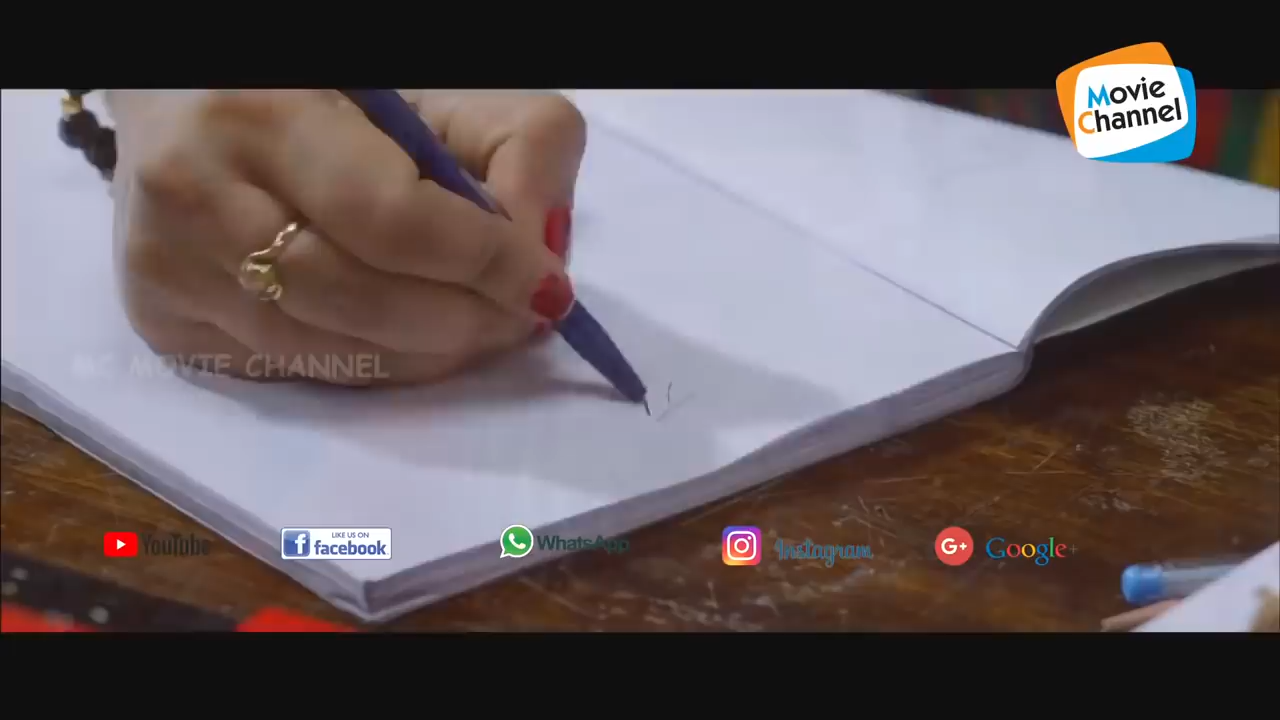 Movie
Channel
MC MOVIE CHANNEL
YouTube
LIKE US ON
facebook
WhatsApp
Instagram
G+ Google+